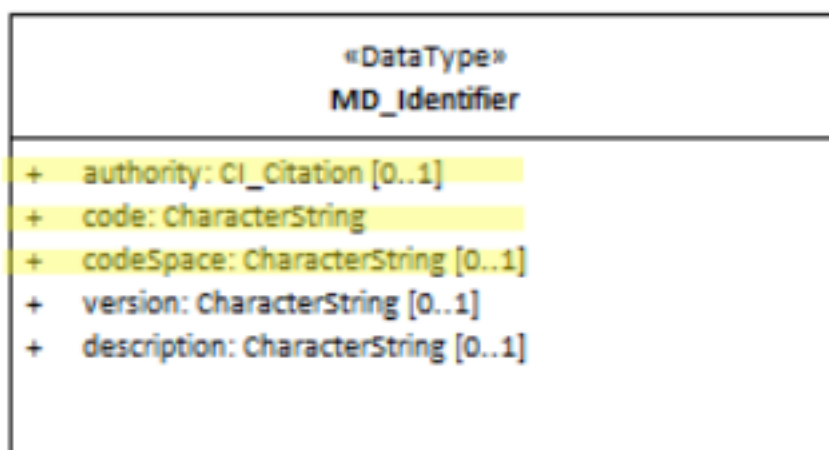 «DataType»
MD_Identifier
+ authority: CI_Citation [0..1]
+ code: CharacterString
+ codeSpace: CharacterString [0..1]
+ version: CharacterString [0..1]
+ description: CharacterString [0..1]